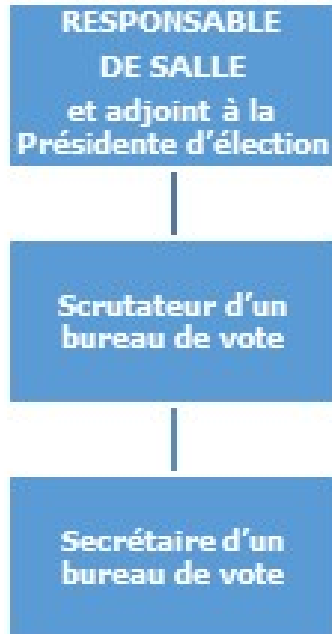 RESPONSABLE
DE SALLE
et adjoint à la
Présidente d'élection
Scrutateur d'un
bureau de vote
Secrétaire d'un
bureau de vote